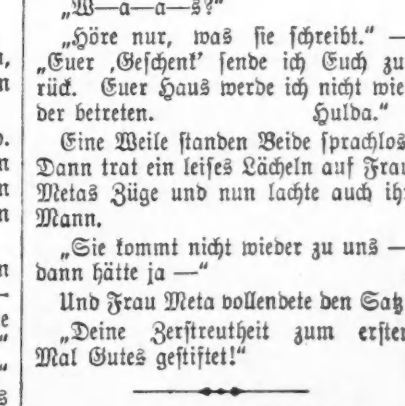 „W—a—a—s?“
„Höre nur, was sie schreibt.“ —
„Euer ‚Geschenk’ sende ich Euch zu
rück. Euer Haus werde ich nicht wie
der betreten. Hulda.“
Eine Weile standen Beide sprachlos
Dann trat ein leises Lächeln auf Frau
Metas Züge und nun lachte auch ihr
Mann.
„Sie kommt nicht wieder zu uns —
dann hätte ja —“
Und Frau Meta vollendete den Satz
„Deine Zerstreutheit zum ersten
Mal Gutes gestiftet!“